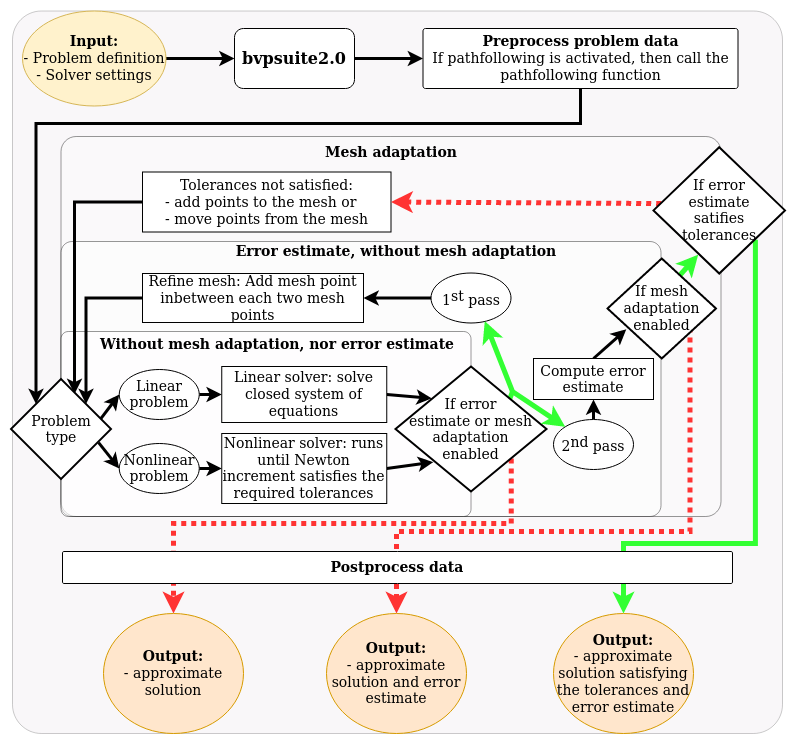 Input:
- Problem definition
- Solver settings
bvpsuite2.0
Preprocess problem data
If pathfollowing is activated, then call the
pathfollowing function
Mesh adaptation
Tolerances not satisfied:
- add points to the mesh or
- move points from the mesh
If error
estimate
satifies
tolerances
Error estimate, without mesh adaptation
Refine mesh: Add mesh point
inbetween each two mesh
points
1st pass
If mesh
adaptation
enabled
Without mesh adaptation, nor error estimate
Problem
type
Linear
problem
Linear solver: solve
closed system of
equations
Nonlinear
problem
Nonlinear solver: runs
until Newton
increment satisfies the
required tolerances
If error
estimate or mesh
adaptation
enabled
Compute error
estimate
2nd pass
Postprocess data
Output:
- approximate
solution
Output:
- approximate
solution and error
estimate
Output:
- approximate
solution satisfying
the tolerances and
error estimate